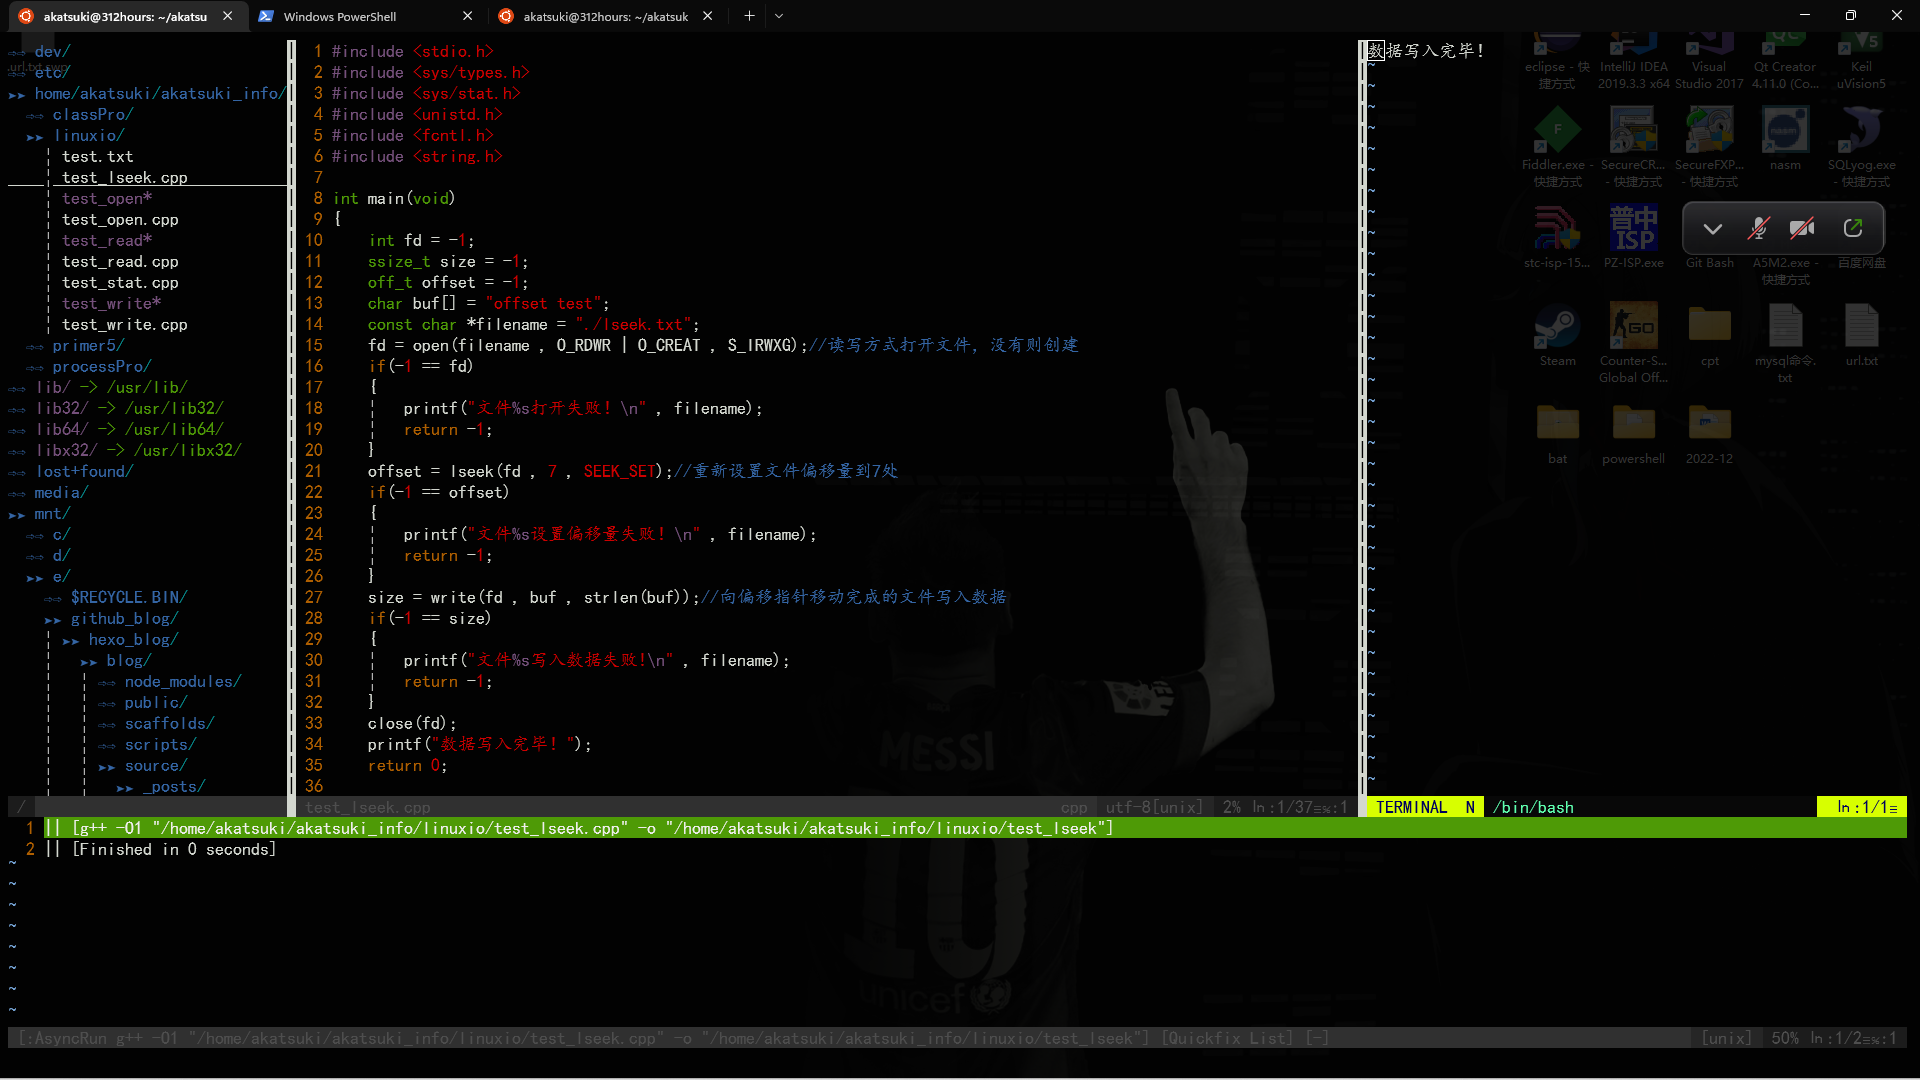 akatsuki@312hours: ~/akatsu
Windows PowerShell
akatsuki@312hours: ~/akatsuk
dev/
.url.txt.swp
etc/
home/akatsuki/akatsuki_info/
classPro/
linuxio/
test.txt
test_lseek.cpp
test_open*
test_open.cpp
test_read*
test_read.cpp
test_stat.cpp
test_write*
test_write.cpp
primer5/
processPro/
lib/ -> /usr/lib/
lib32/ -> /usr/lib32/
lib64/ -> /usr/lib64/
libx32/ -> /usr/libx32/
lost+found/
media/
mnt/
c/
d/
e/
$RECYCLE.BIN/
github_blog/
hexo_blog/
blog/
node_modules/
public/
scaffolds/
scripts/
source/
_posts/
/
1 #include <stdio.h>
2 #include <sys/types.h>
3 #include <sys/stat.h>
4 #include <unistd.h>
5 #include <fcntl.h>
6 #include <string.h>
7
8 int main(void)
9 {
10 int fd = -1;
11 ssize_t size = -1;
12 off_t offset = -1;
13 char buf[] = "offset test";
14 const char *filename = "./lseek.txt";
15 fd = open(filename , O_RDWR | O_CREAT , S_IRWXG);//读写方式打开文件，没有则创建
16 if(-1 == fd)
17 {
18 printf("文件%s打开失败！\n" , filename);
19 return -1;
20 }
21 offset = lseek(fd , 7 , SEEK_SET);//重新设置文件偏移量到7处
22 if(-1 == offset)
23 {
24 printf("文件%s设置偏移量失败！\n" , filename);
25 return -1;
26 }
27 size = write(fd , buf , strlen(buf));//向偏移指针移动完成的文件写入数据
28 if(-1 == size)
29 {
30 printf("文件%s写入数据失败!\n" , filename);
31 return -1;
32 }
33 close(fd);
34 printf("数据写入完毕！");
35 return 0;
36
test_lseek.cpp cpp utf-8[unix] 2% ln:1/37≡%:1
数据写入完毕！
TERMINAL N /bin/bash ln:1/1≡
eclipse - 快捷方式
IntelliJ IDEA 2019.3.3 x64
Visual Studio 2017
Qt Creator 4.11.0 (Co...
Keil uVision5
Fiddler.exe - 快捷方式
SecureCR... - 快捷方式
SecureFXP... - 快捷方式
nasm
SQLyog.exe - 快捷方式
普中 ISP
stc-isp-15...
PZ-ISP.exe
Git Bash
A5M2.exe - 快捷方式
百度网盘
GO
Steam
Counter-S... Global Off...
cpt
mysql命令.txt
url.txt
bat
powershell
2022-12
MESSI
10
unicef
1 || [g++ -O1 "/home/akatsuki/akatsuki_info/linuxio/test_lseek.cpp" -o "/home/akatsuki/akatsuki_info/linuxio/test_lseek"]
2 || [Finished in 0 seconds]
[:AsyncRun g++ -O1 "/home/akatsuki/akatsuki_info/linuxio/test_lseek.cpp" -o "/home/akatsuki/akatsuki_info/linuxio/test_lseek"] [Quickfix List] [-] [unix] 50% ln:1/2≡%:1